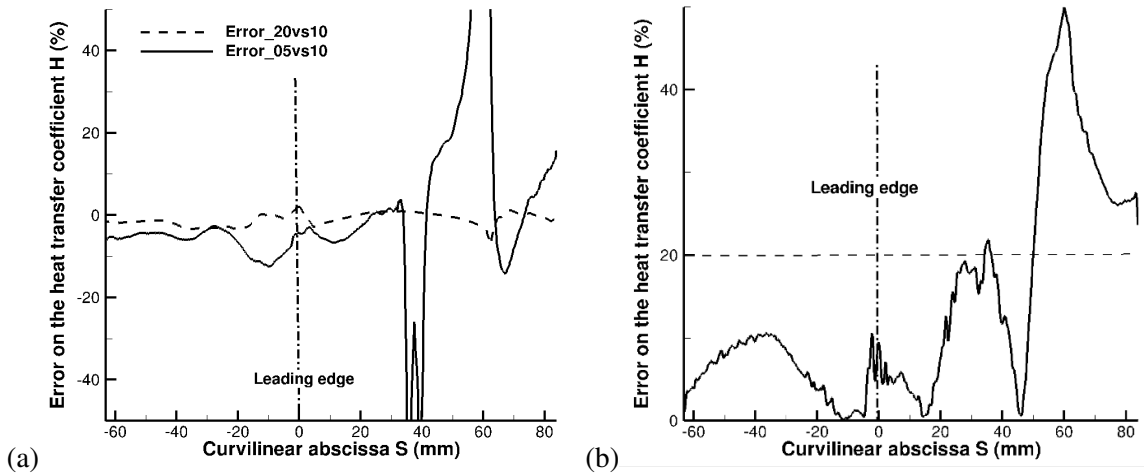 Error on the heat transfer coefficient H (%)
Error_20vs10
Error_05vs10
40
20
0
-20
-40
Leading edge
-60 -40 -20 0 20 40 60 80
Curvilinear abscissa S (mm)
(a)
Error on the heat transfer coefficient H (%)
40
20
0
Leading edge
-60 -40 -20 0 20 40 60 80
Curvilinear abscissa S (mm)
(b)